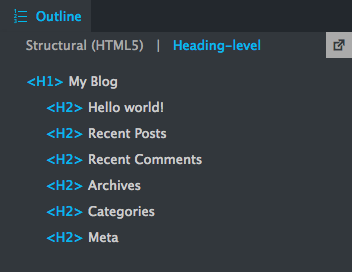 Outline
Structural (HTML5) | Heading-level
<H1> My Blog
<H2> Hello world!
<H2> Recent Posts
<H2> Recent Comments
<H2> Archives
<H2> Categories
<H2> Meta